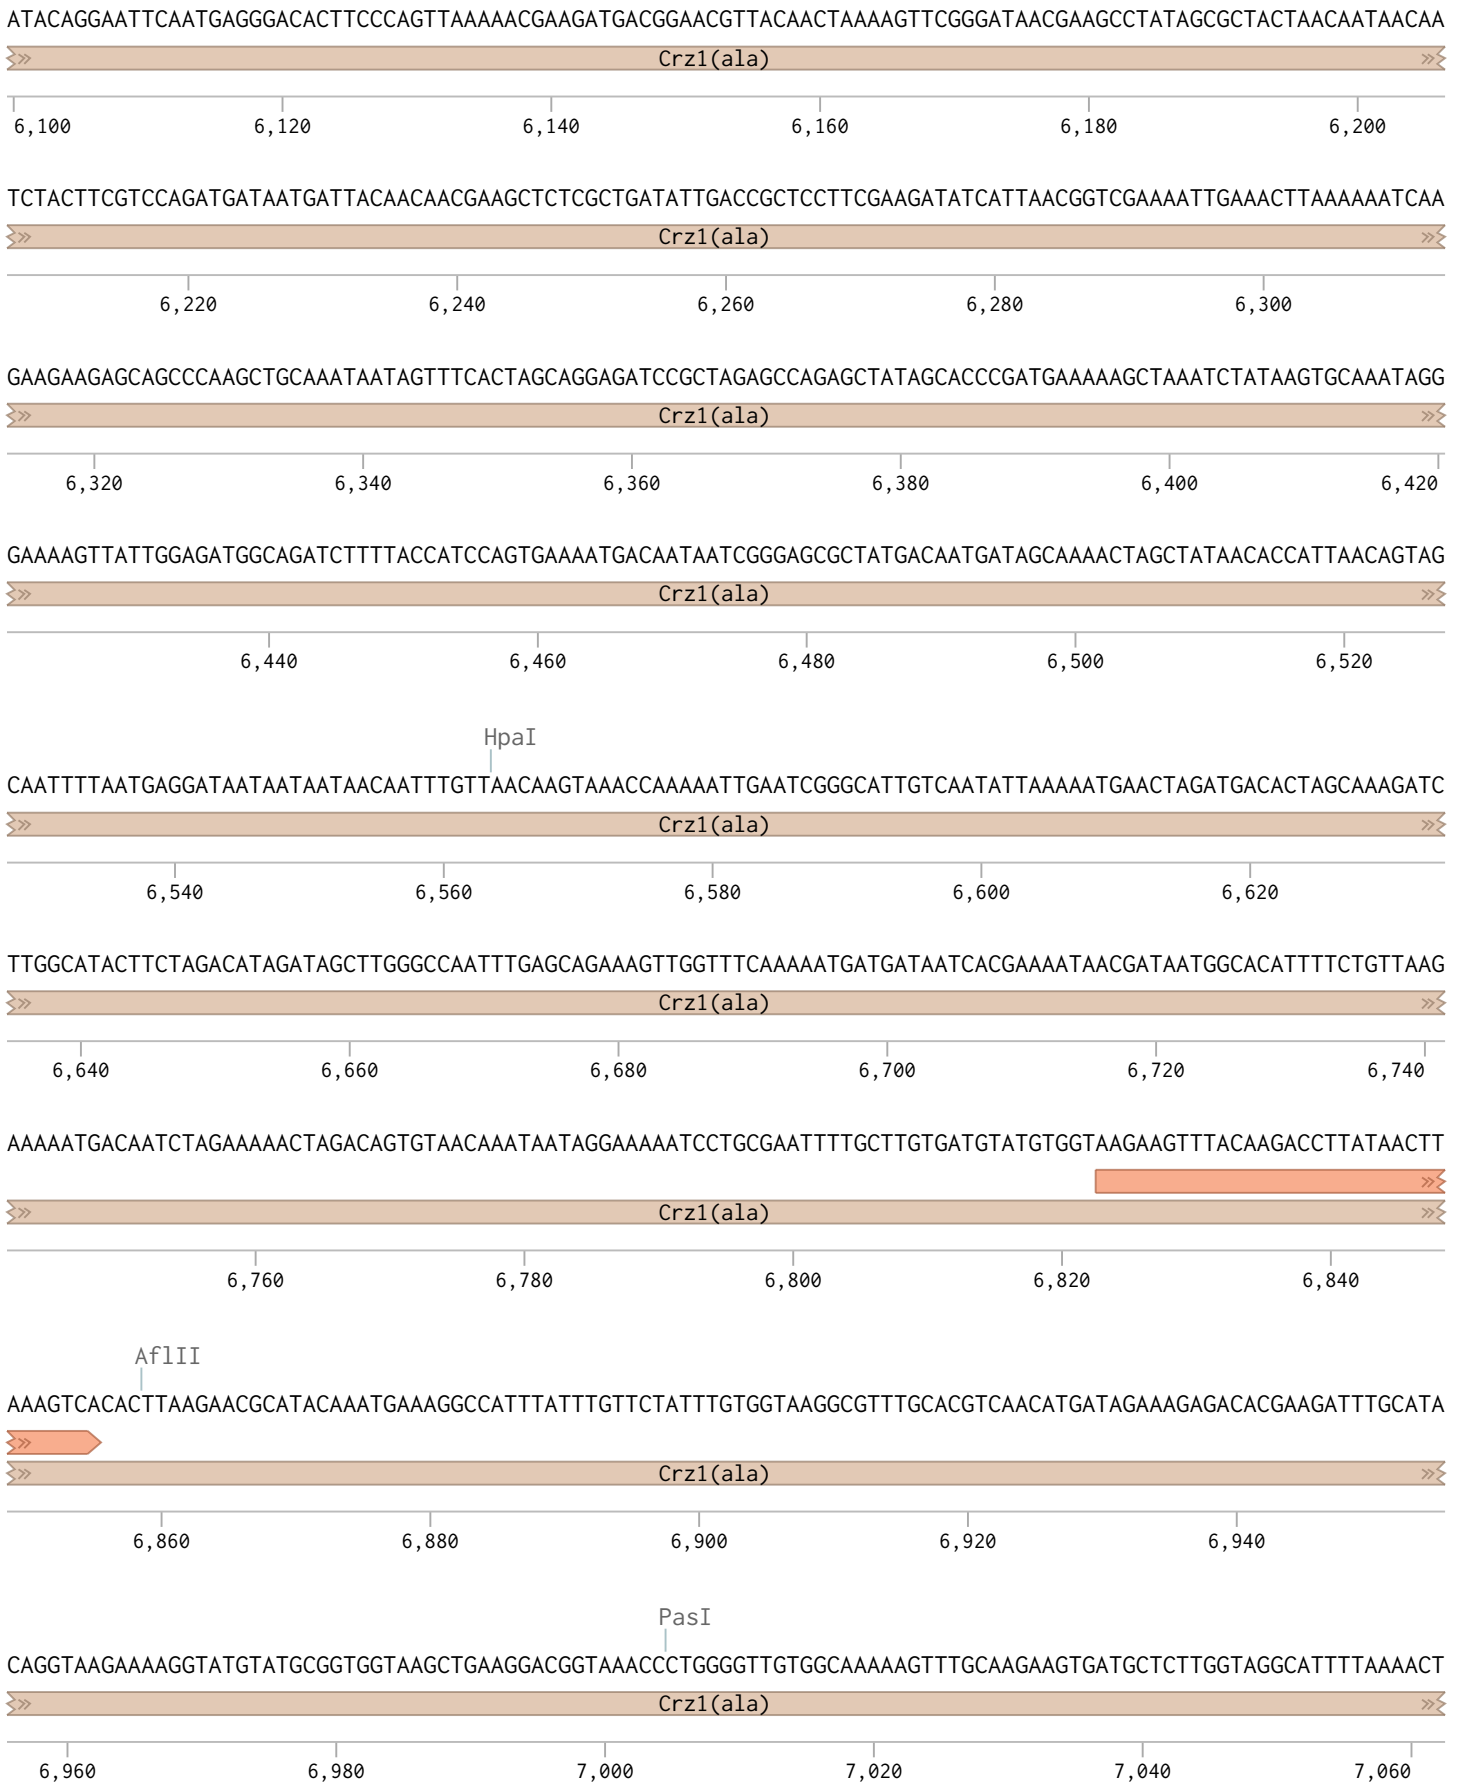 ATACAGGAATTCAATGAGGGACACTTCCCAGTTAAAAACGAAGATGACGGAACGTTACAACTAAAAGTTCGGGATAACGAAGCCTATAGCGCTACTAACAATAACAA
Crz1(ala)
6,100 6,120 6,140 6,160 6,180 6,200
TCTACTTCGTCCAGATGATAATGATTACAACAACGAAGCTCTCGCTGATATTGACCGCTCCTTCGAAGATATCATTAACGGTCGAAAATTGAAACTTAAAAAATCAA
Crz1(ala)
6,220 6,240 6,260 6,280 6,300
GAAGAAGAGCAGCCCAAGCTGCAAATAATAGTTTCACTAGCAGGAGATCCGCTAGAGCCAGAGCTATAGCACCCGATGAAAAAGCTAAATCTATAAGTGCAAATAGG
Crz1(ala)
6,320 6,340 6,360 6,380 6,400 6,420
GAAAAGTTATTGGAGATGGCAGATCTTTTACCATCCAGTGAAAATGACAATAATCGGGAGCGCTATGACAATGATAGCAAAACTAGCTATAACACCATTAACAGTAG
Crz1(ala)
6,440 6,460 6,480 6,500 6,520
HpaI
CAATTTTAATGAGGATAATAATAATAACAATTTGTTAACAAGTAAACCAAAAATTGAATCGGGCATTGTCAATATTAAAAATGAACTAGATGACACTAGCAAAGATC
Crz1(ala)
6,540 6,560 6,580 6,600 6,620
TTGGCATACTTCTAGACATAGATAGCTTGGGCCAATTTGAGCAGAAAGTTGGTTTCAAAAATGATGATAATCACGAAAATAACGATAATGGCACATTTTCTGTTAAG
Crz1(ala)
6,640 6,660 6,680 6,700 6,720 6,740
AAAAATGACAATCTAGAAAAACTAGACAGTGTAACAAATAATAGGAAAAATCCTGCGAATTTTGCTTGTGATGTATGTGGTAAGAAGTTTACAAGACCTTATAACTT
Crz1(ala)
6,760 6,780 6,800 6,820 6,840
AflII
AAAGTCACACTTAAGAACGCATACAAATGAAAGGCCATTTATTTGTTCTATTTGTGGTAAGGCGTTTGCACGTCAACATGATAGAAAGAGACACGAAGATTTGCATA
Crz1(ala)
6,860 6,880 6,900 6,920 6,940
PasI
CAGGTAAGAAAAGGTATGTATGCGGTGGTAAGCTGAAGGACGGTAAACCCTGGGGTTGTGGCAAAAAGTTTGCAAGAAGTGATGCTCTTGGTAGGCATTTTAAAACT
Crz1(ala)
6,960 6,980 7,000 7,020 7,040 7,060